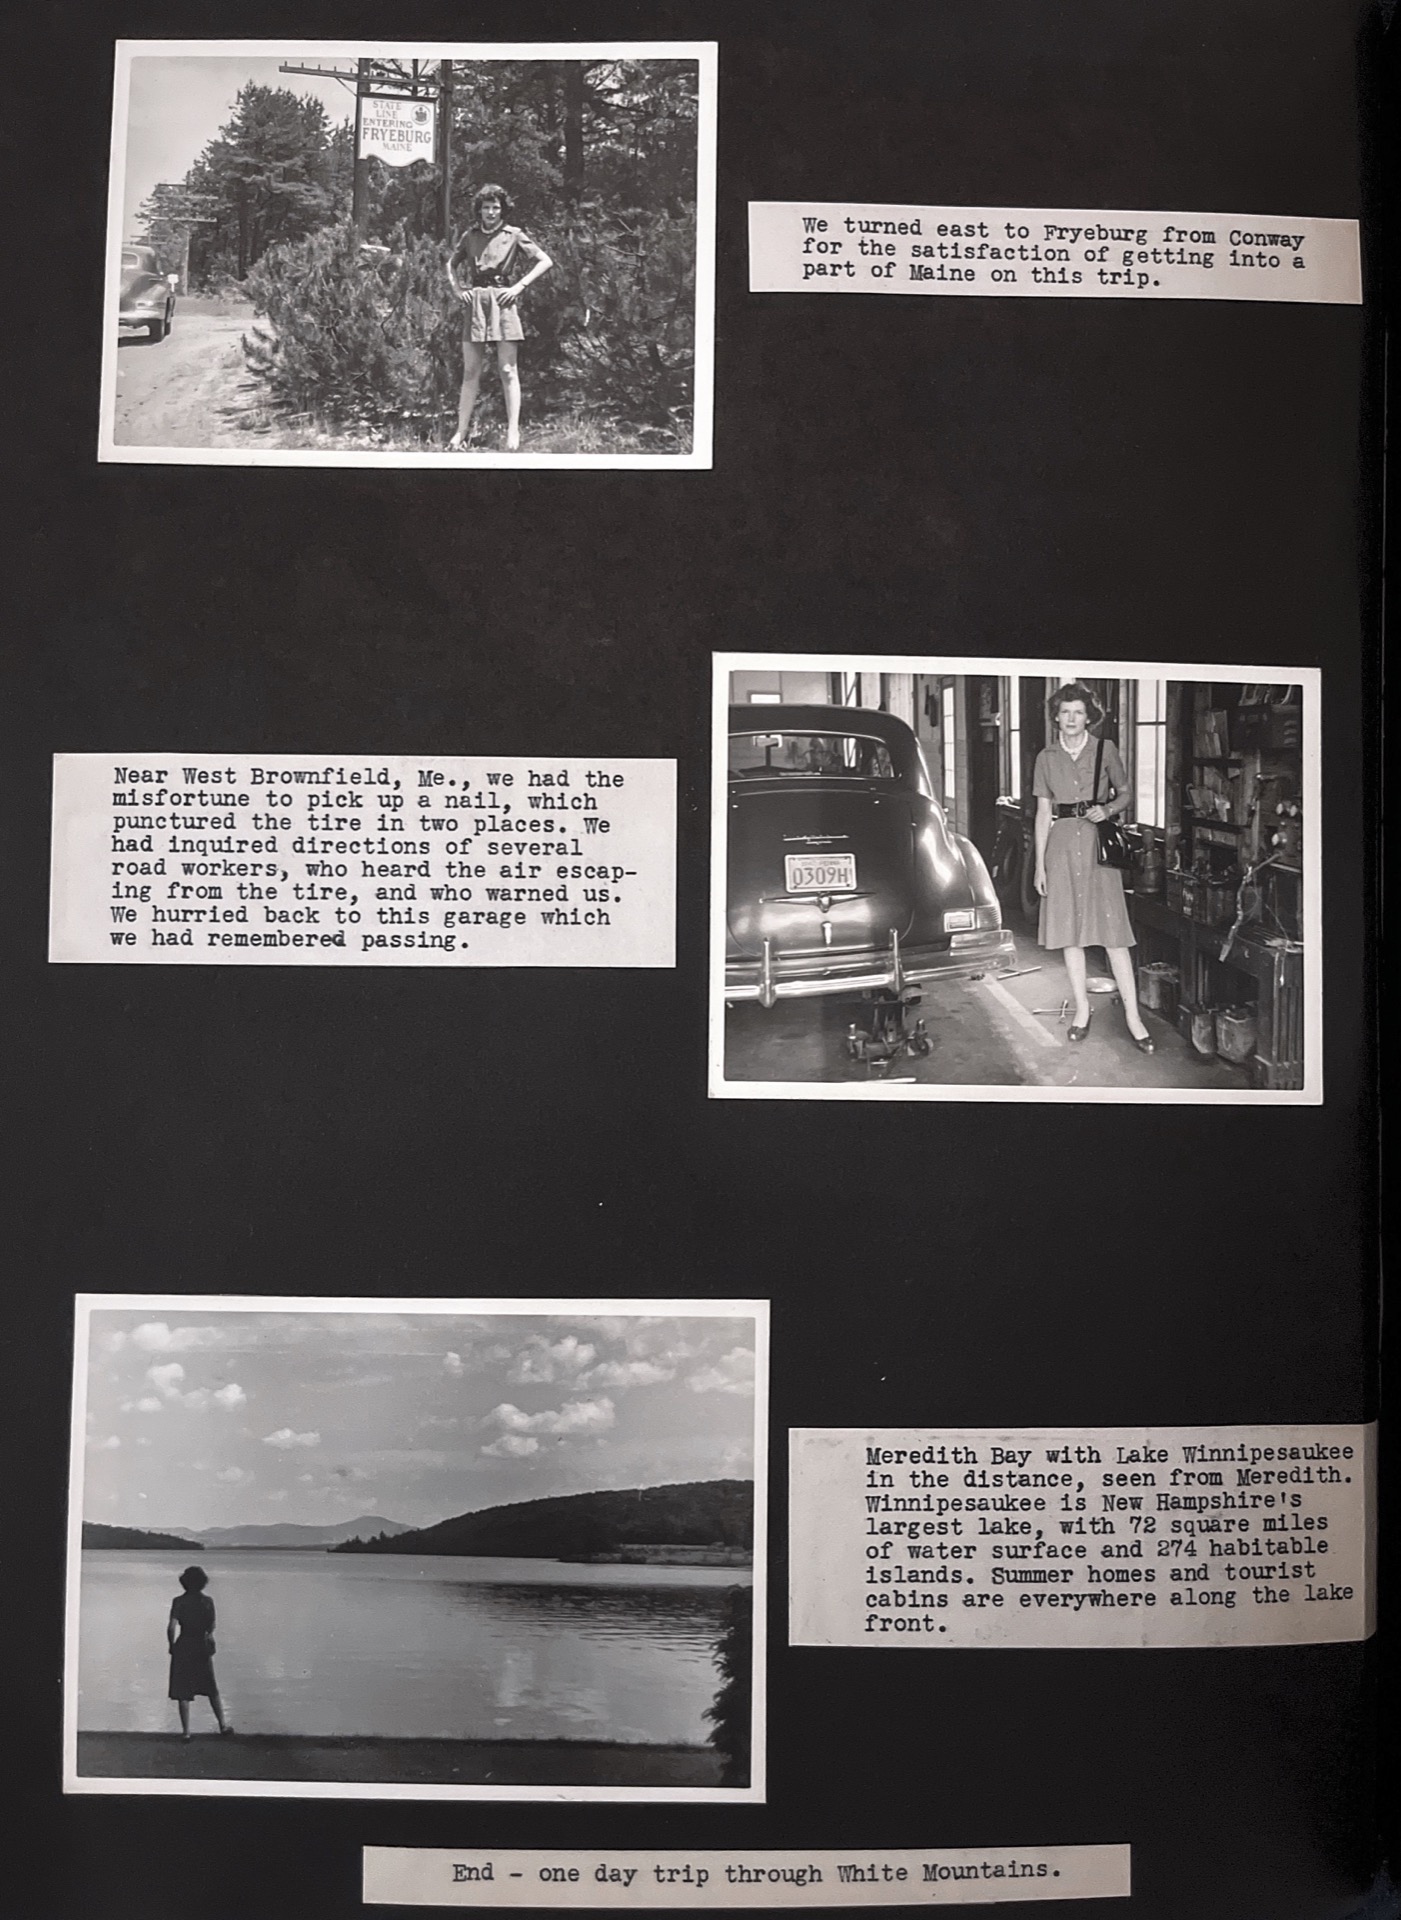 STATE
LINE
ENTERING
FRYEBURG
MAINE
We turned east to Fryeburg from Conway
for the satisfaction of getting into a
part of Maine on this trip.
Near West Brownfield, Me., we had the
misfortune to pick up a nail, which
punctured the tire in two places. We
had inquired directions of several
road workers, who heard the air escap-
ing from the tire, and who warned us.
We hurried back to this garage which
we had remembered passing.
0309H
Meredith Bay with Lake Winnipesaukee
in the distance, seen from Meredith.
Winnipesaukee is New Hampshire's
largest lake, with 72 square miles
of water surface and 274 habitable
islands. Summer homes and tourist
cabins are everywhere along the lake
front.
End - one day trip through White Mountains.